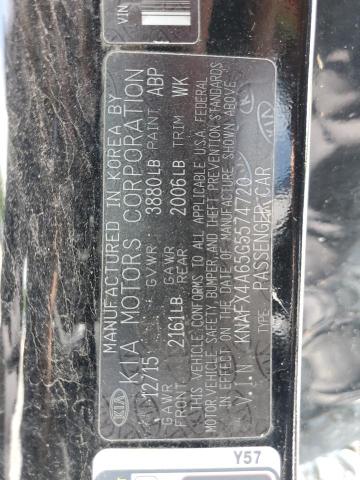 VIN
MANUFACTURED IN KOREA BY
KIA MOTORS CORPORATION
12715 GVWR: 3880LB PAINT ABP
GAWR FRONT 2161LB GAWR REAR 2006LB TRIM WK
THIS VEHICLE CONFORMS TO ALL APPLICABLE U.S.A. FEDERAL
MOTOR VEHICLE SAFETY, BUMPER, AND THEFT PREVENTION STANDARDS
IN EFFECT ON THE DATE OF MANUFACTURE SHOWN ABOVE
V.I.N KNAFX4A65G5574720
TYPE: PASSENGER CAR
KIA
Y57